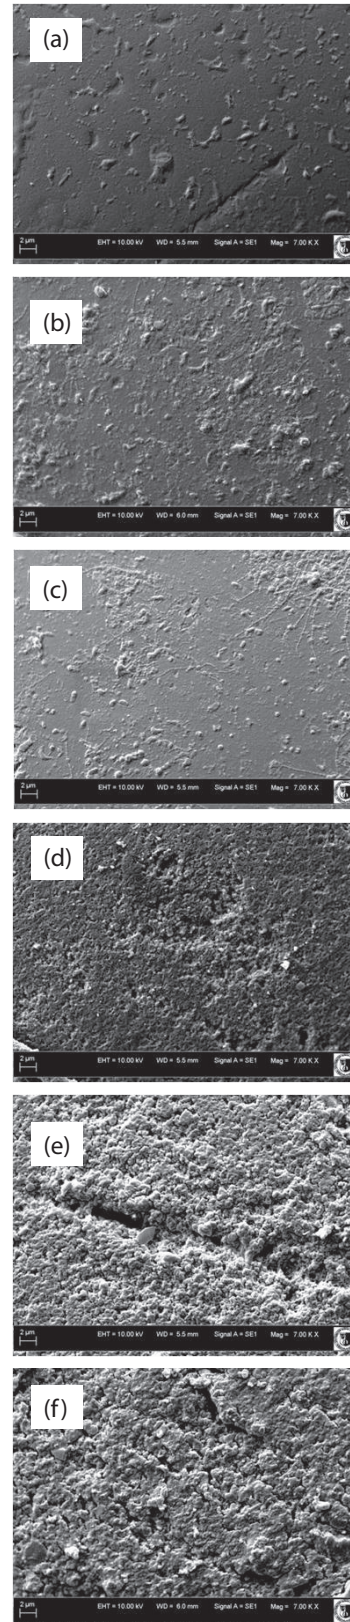 (a)
2 µm EHT = 10.00 kV WD = 5.5 mm Signal A = SE1 Mag = 7.00 K X
(b)
2 µm EHT = 10.00 kV WD = 6.0 mm Signal A = SE1 Mag = 7.00 K X
(c)
2 µm EHT = 10.00 kV WD = 5.5 mm Signal A = SE1 Mag = 7.00 K X
(d)
2 µm EHT = 10.00 kV WD = 5.5 mm Signal A = SE1 Mag = 7.00 K X
(e)
2 µm EHT = 10.00 kV WD = 5.5 mm Signal A = SE1 Mag = 7.00 K X
(f)
2 µm EHT = 10.00 kV WD = 6.0 mm Signal A = SE1 Mag = 7.00 K X